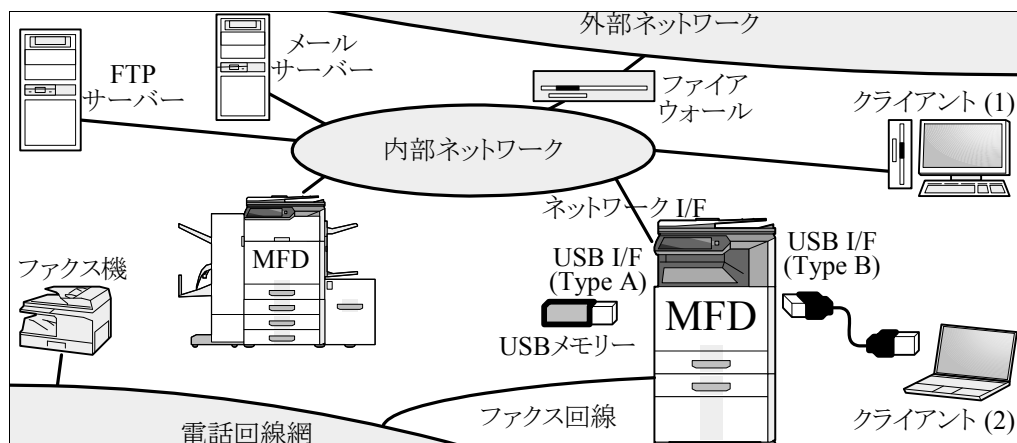 外部ネットワーク
メール
サーバー
FTP
サーバー
ファイア
ウォール
クライアント (1)
内部ネットワーク
ネットワーク I/F
MFD
USB I/F
(Type A)
USB I/F
(Type B)
ファクス機
MFD
USBメモリー
ファクス回線
クライアント (2)
電話回線網